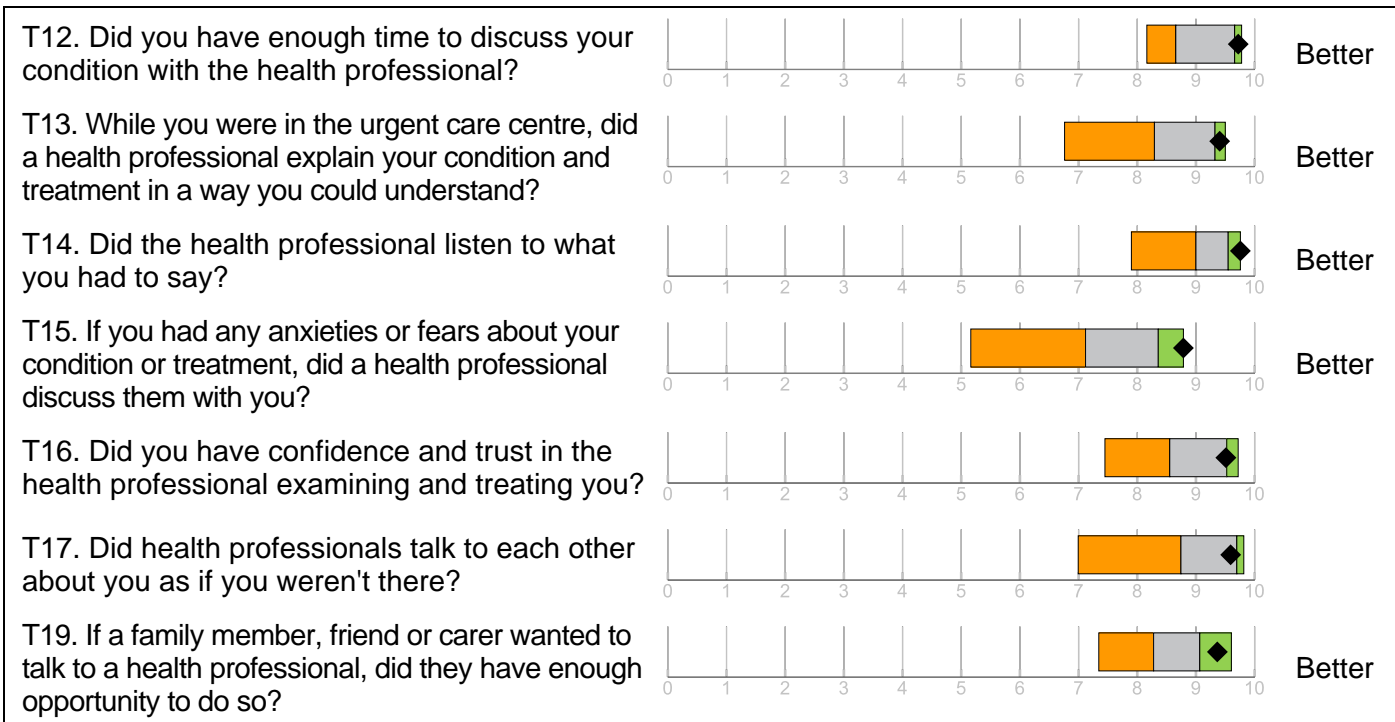 T12. Did you have enough time to discuss your
condition with the health professional?
0 1 2 3 4 5 6 7 8 9 10
Better
T13. While you were in the urgent care centre, did
a health professional explain your condition and
treatment in a way you could understand?
0 1 2 3 4 5 6 7 8 9 10
Better
T14. Did the health professional listen to what
you had to say?
0 1 2 3 4 5 6 7 8 9 10
Better
T15. If you had any anxieties or fears about your
condition or treatment, did a health professional
discuss them with you?
0 1 2 3 4 5 6 7 8 9 10
Better
T16. Did you have confidence and trust in the
health professional examining and treating you?
0 1 2 3 4 5 6 7 8 9 10
T17. Did health professionals talk to each other
about you as if you weren't there?
0 1 2 3 4 5 6 7 8 9 10
T19. If a family member, friend or carer wanted to
talk to a health professional, did they have enough
opportunity to do so?
0 1 2 3 4 5 6 7 8 9 10
Better